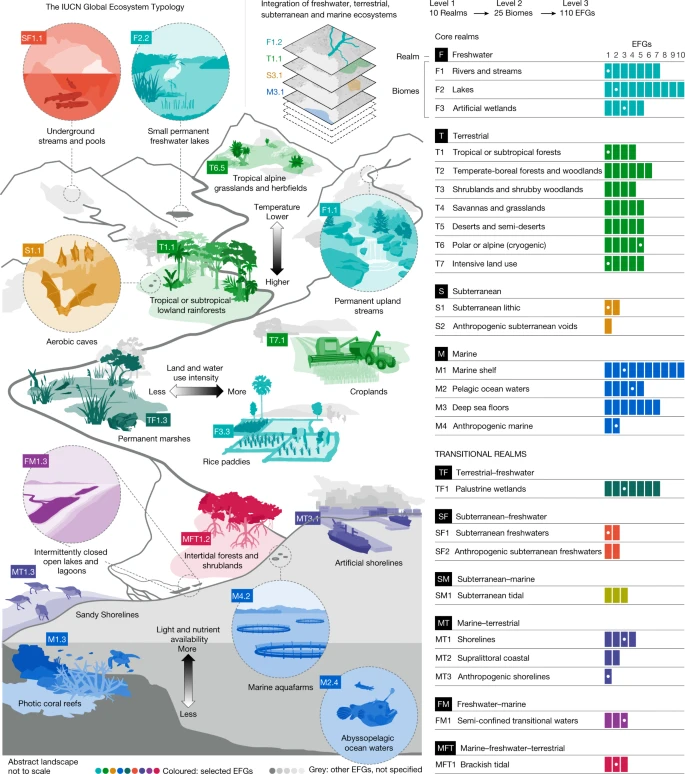 The IUCN Global Ecosystem Typology
SF1.1
F2.2
Underground
streams and pools
Small permanent
freshwater lakes
Integration of freshwater, terrestrial,
subterranean and marine ecosystems
F1.2
T1.1
S3.1
M3.1
T6.5
Tropical alpine
grasslands and herbfields
Temperature
Lower
Higher
F1.1
Permanent upland
streams
S1.1
Aerobic caves
T1.1
Tropical or subtropical
lowland rainforests
T7.1
Croplands
Land and water
use intensity
Less
More
TF1.3
Permanent marshes
F3.3
Rice paddies
FM1.3
Intermittently closed
open lakes and
lagoons
MFT1.2
Intertidal forests and
shrublands
MT3.1
Artificial shorelines
MT1.3
Sandy Shorelines
M4.2
Marine aquafarms
Light and nutrient
availability
More
Less
M1.3
Photic coral reefs
M2.4
Abyssopelagic
ocean waters
Abstract landscape
not to scale
Coloured: selected EFGs
Grey: other EFGs, not specified
Level 1
10 Realms
Level 2
25 Biomes
Level 3
110 EFGs
Core realms
EFGs
Realm
F Freshwater
1 2 3 4 5 6 7 8 9 10
Biomes
F1 Rivers and streams
F2 Lakes
F3 Artificial wetlands
T Terrestrial
T1 Tropical or subtropical forests
T2 Temperate-boreal forests and woodlands
T3 Shrublands and shrubby woodlands
T4 Savannas and grasslands
T5 Deserts and semi-deserts
T6 Polar or alpine (cryogenic)
T7 Intensive land use
S Subterranean
S1 Subterranean lithic
S2 Anthropogenic subterranean voids
M Marine
M1 Marine shelf
M2 Pelagic ocean waters
M3 Deep sea floors
M4 Anthropogenic marine
TRANSITIONAL REALMS
TF Terrestrial–freshwater
TF1 Palustrine wetlands
SF Subterranean–freshwater
SF1 Subterranean freshwaters
SF2 Anthropogenic subterranean freshwaters
SM Subterranean–marine
SM1 Subterranean tidal
MT Marine–terrestrial
MT1 Shorelines
MT2 Supralittoral coastal
MT3 Anthropogenic shorelines
FM Freshwater–marine
FM1 Semi-confined transitional waters
MFT Marine–freshwater–terrestrial
MFT1 Brackish tidal